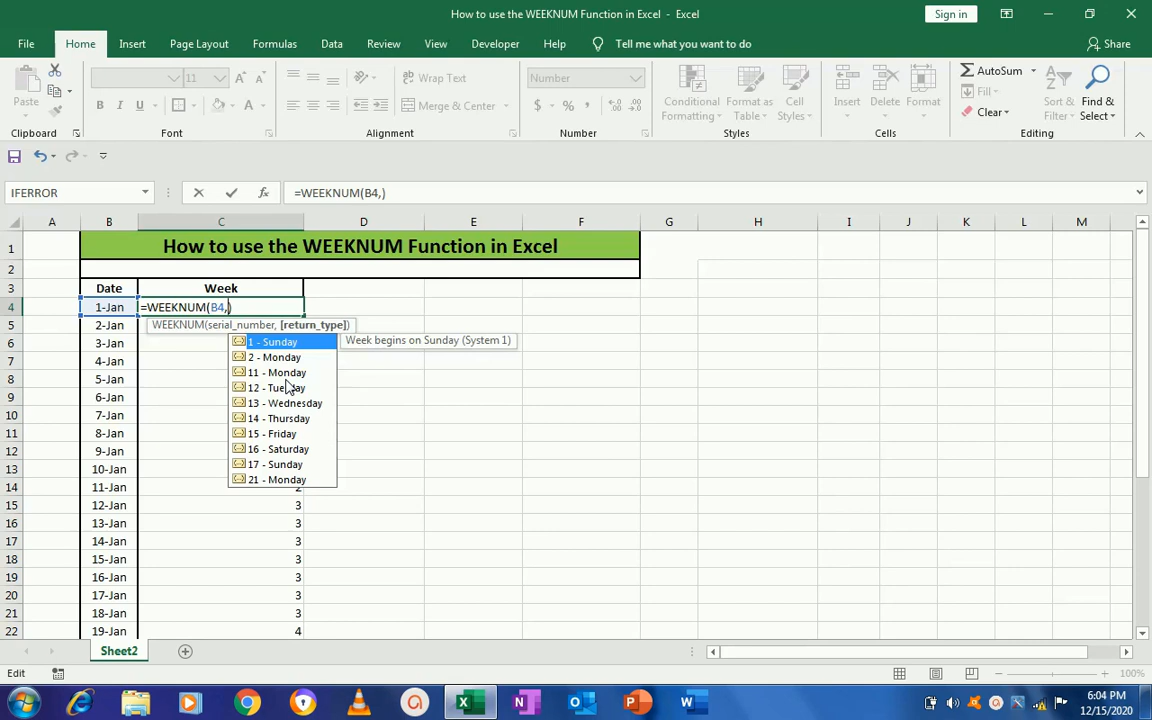 How to use the WEEKNUM Function in Excel - Excel
Sign in
File Home Insert Page Layout Formulas Data Review View Developer Help Tell me what you want to do Share
Paste
11
Wrap Text
Merge & Center
Number
Conditional Formatting
Format as Table
Cell Styles
Insert Delete Format
AutoSum
Fill
Clear
Sort & Filter
Find & Select
Clipboard Font Alignment Number Styles Cells Editing
IFERROR =WEEKNUM(B4,)
A B C D E F G H I J K L M
1 How to use the WEEKNUM Function in Excel
2
3 Date Week
4 1-Jan =WEEKNUM(B4,)
5 2-Jan WEEKNUM(serial_number, [return_type])
6 3-Jan 1 - Sunday Week begins on Sunday (System 1)
7 4-Jan 2 - Monday
11 - Monday
8 5-Jan 12 - Tuesday
9 6-Jan 13 - Wednesday
10 7-Jan 14 - Thursday
11 8-Jan 15 - Friday
12 9-Jan 16 - Saturday
13 10-Jan 17 - Sunday
21 - Monday
14 11-Jan 2
15 12-Jan 3
16 13-Jan 3
17 14-Jan 3
18 15-Jan 3
19 16-Jan 3
20 17-Jan 3
21 18-Jan 3
22 19-Jan 4
Sheet2
Edit
100%
6:04 PM
12/15/2020